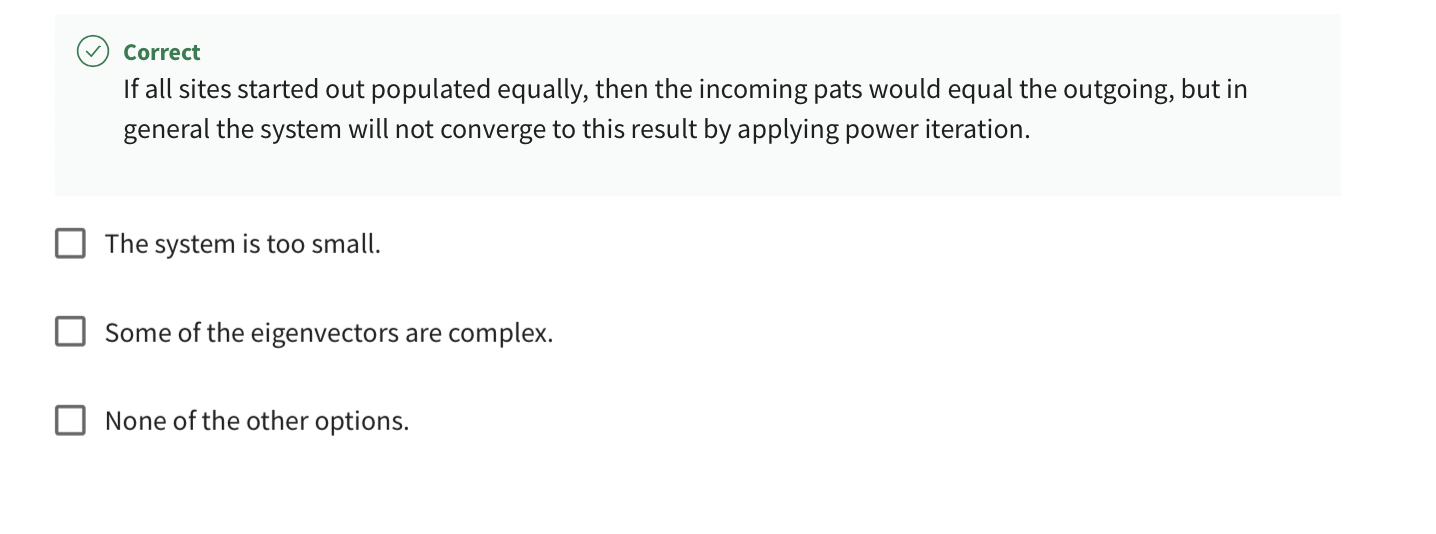 Correct
If all sites started out populated equally, then the incoming pats would equal the outgoing, but in
general the system will not converge to this result by applying power iteration.
The system is too small.
Some of the eigenvectors are complex.
None of the other options.